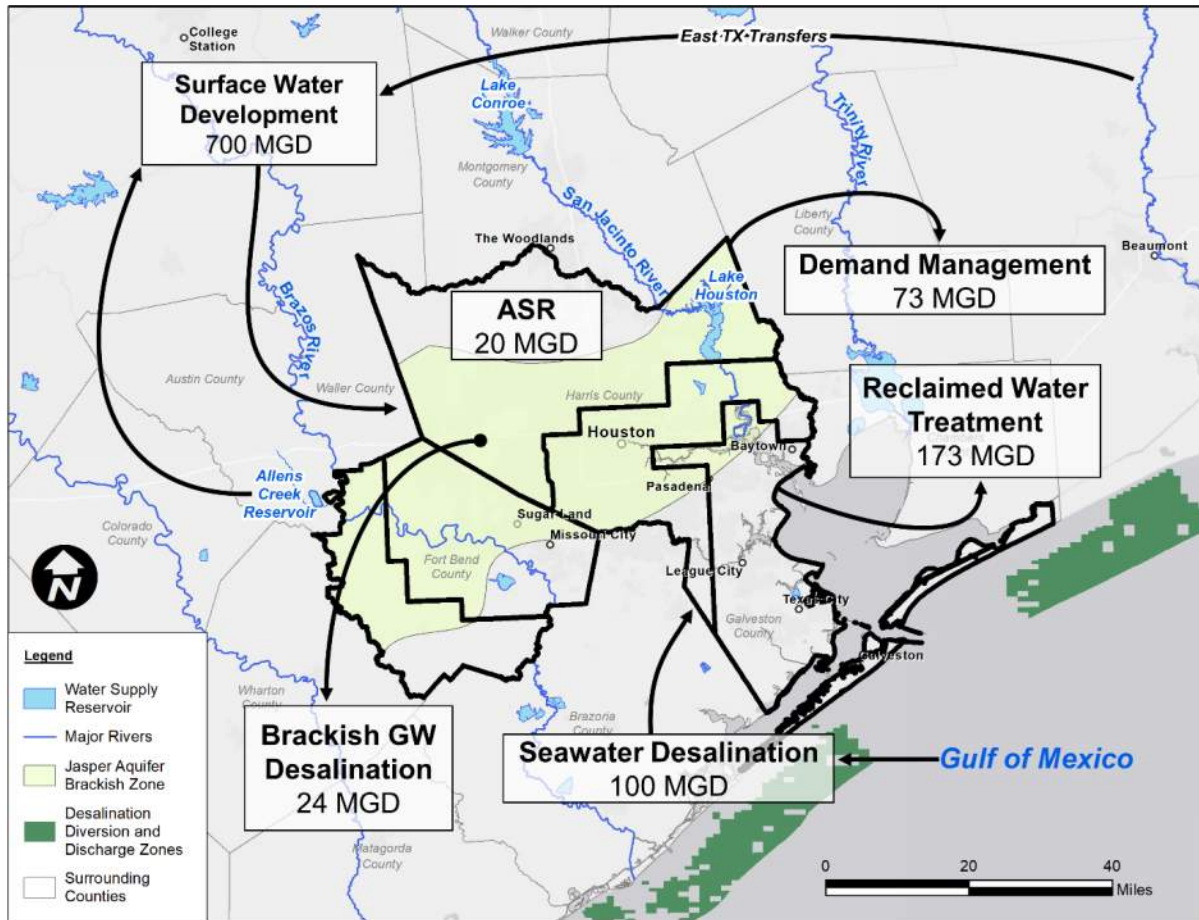 College
Station
Walker County
East TX Transfers
Surface Water
Development
700 MGD
Lake
Conroe
Trinity River
Montgomery
County
San Jacinto River
Liberty
County
The Woodlands
Beaumont
Demand Management
73 MGD
Lake
Houston
ASR
20 MGD
Brazos River
Austin County
Waller County
Harris County
Reclaimed Water
Treatment
173 MGD
Chambers
Houston
Baytown
Pasadena
Allens
Creek
Reservoir
Sugar Land
Missouri City
Colorado
County
Fort Bend
County
League City
Texas City
Galveston
County
Galveston
N
Legend
Water Supply
Reservoir
Major Rivers
Jasper Aquifer
Brackish Zone
Desalination
Diversion and
Discharge Zones
Surrounding
Counties
Wharton
County
Brackish GW
Desalination
24 MGD
Brazoria
County
Seawater Desalination
100 MGD
Gulf of Mexico
Matagorda
County
0 20 40
Miles